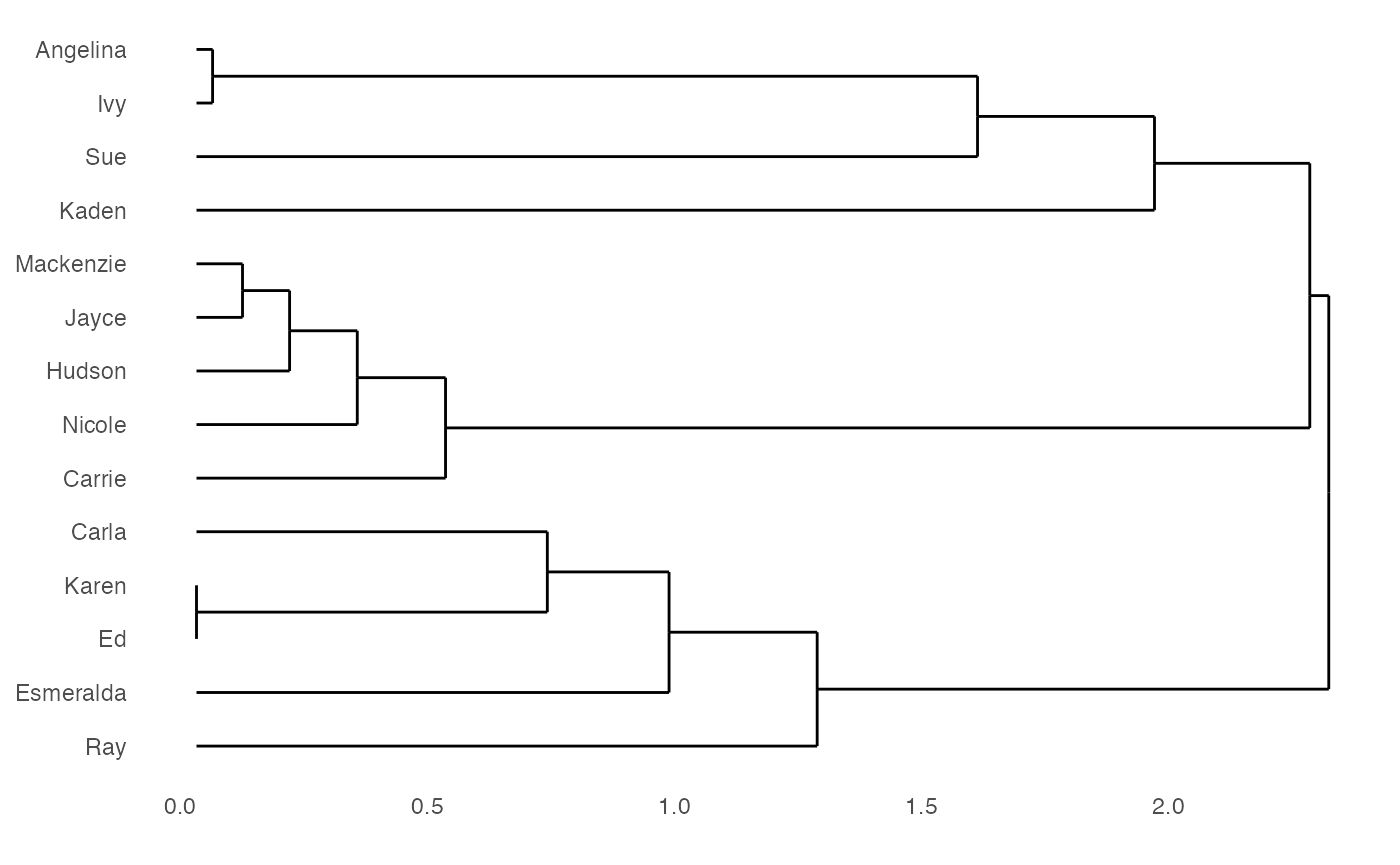 Angelina
Ivy
Sue
Kaden
Mackenzie
Jayce
Hudson
Nicole
Carrie
Carla
Karen
Ed
Esmeralda
Ray
0.0 0.5 1.0 1.5 2.0